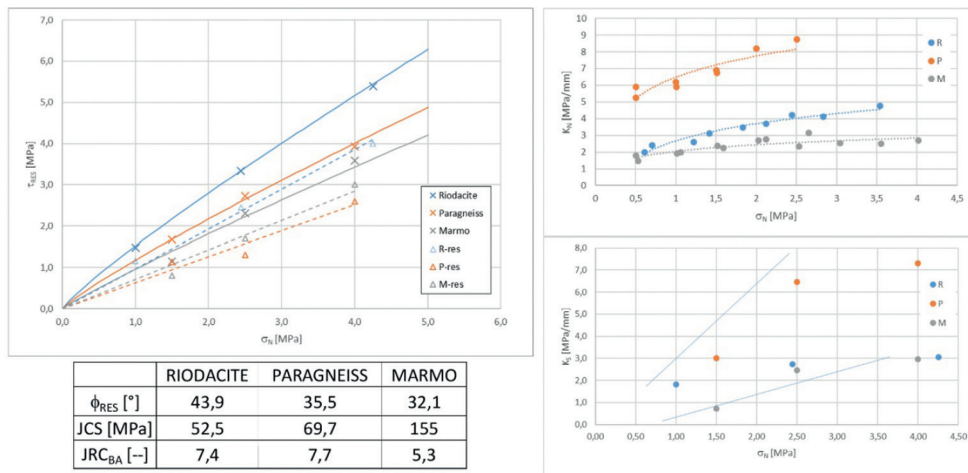 τRES [MPa]
7,0
6,0
5,0
4,0
3,0
2,0
1,0
0,0
0,0 1,0 2,0 3,0 4,0 5,0 6,0
σN [MPa]
Riodacite
Paragneiss
Marmo
R-res
P-res
M-res
KN [MPa/mm]
10
9
8
7
6
5
4
3
2
1
0
0 0,5 1 1,5 2 2,5 3 3,5 4 4,5
σN [MPa]
R
P
M
KS [MPa/mm]
8,0
7,0
6,0
5,0
4,0
3,0
2,0
1,0
0,0
0,00 0,50 1,00 1,50 2,00 2,50 3,00 3,50 4,00 4,50
σN [MPa]
R
P
M
RIODACITE PARAGNEISS MARMO
ϕRES [°] 43,9 35,5 32,1
JCS [MPa] 52,5 69,7 155
JRCBA [--] 7,4 7,7 5,3